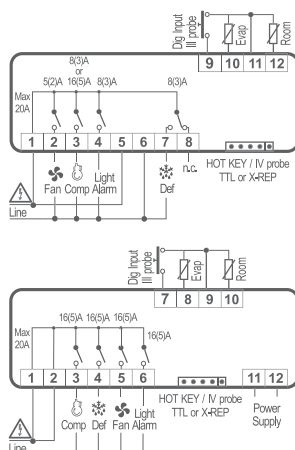 Dig Input
III probe
Evap
Room
9 10 11 12
8(3)A
or
5(2)A 16(5)A 8(3)A 8(3)A
Max
20A
1 2 3 4 5 6 7 8
HOT KEY / IV probe
TTL or X-REP
Fan Comp Light
Alarm
Def
n.c.
Line
Dig Input
III probe
Evap
Room
7 8 9 10
16(5)A 16(5)A 16(5)A
16(5)A
Max
20A
1 2 3 4 5 6 11 12
HOT KEY / IV probe
TTL or X-REP
Power
Supply
Comp Def Fan Light
Alarm
Line